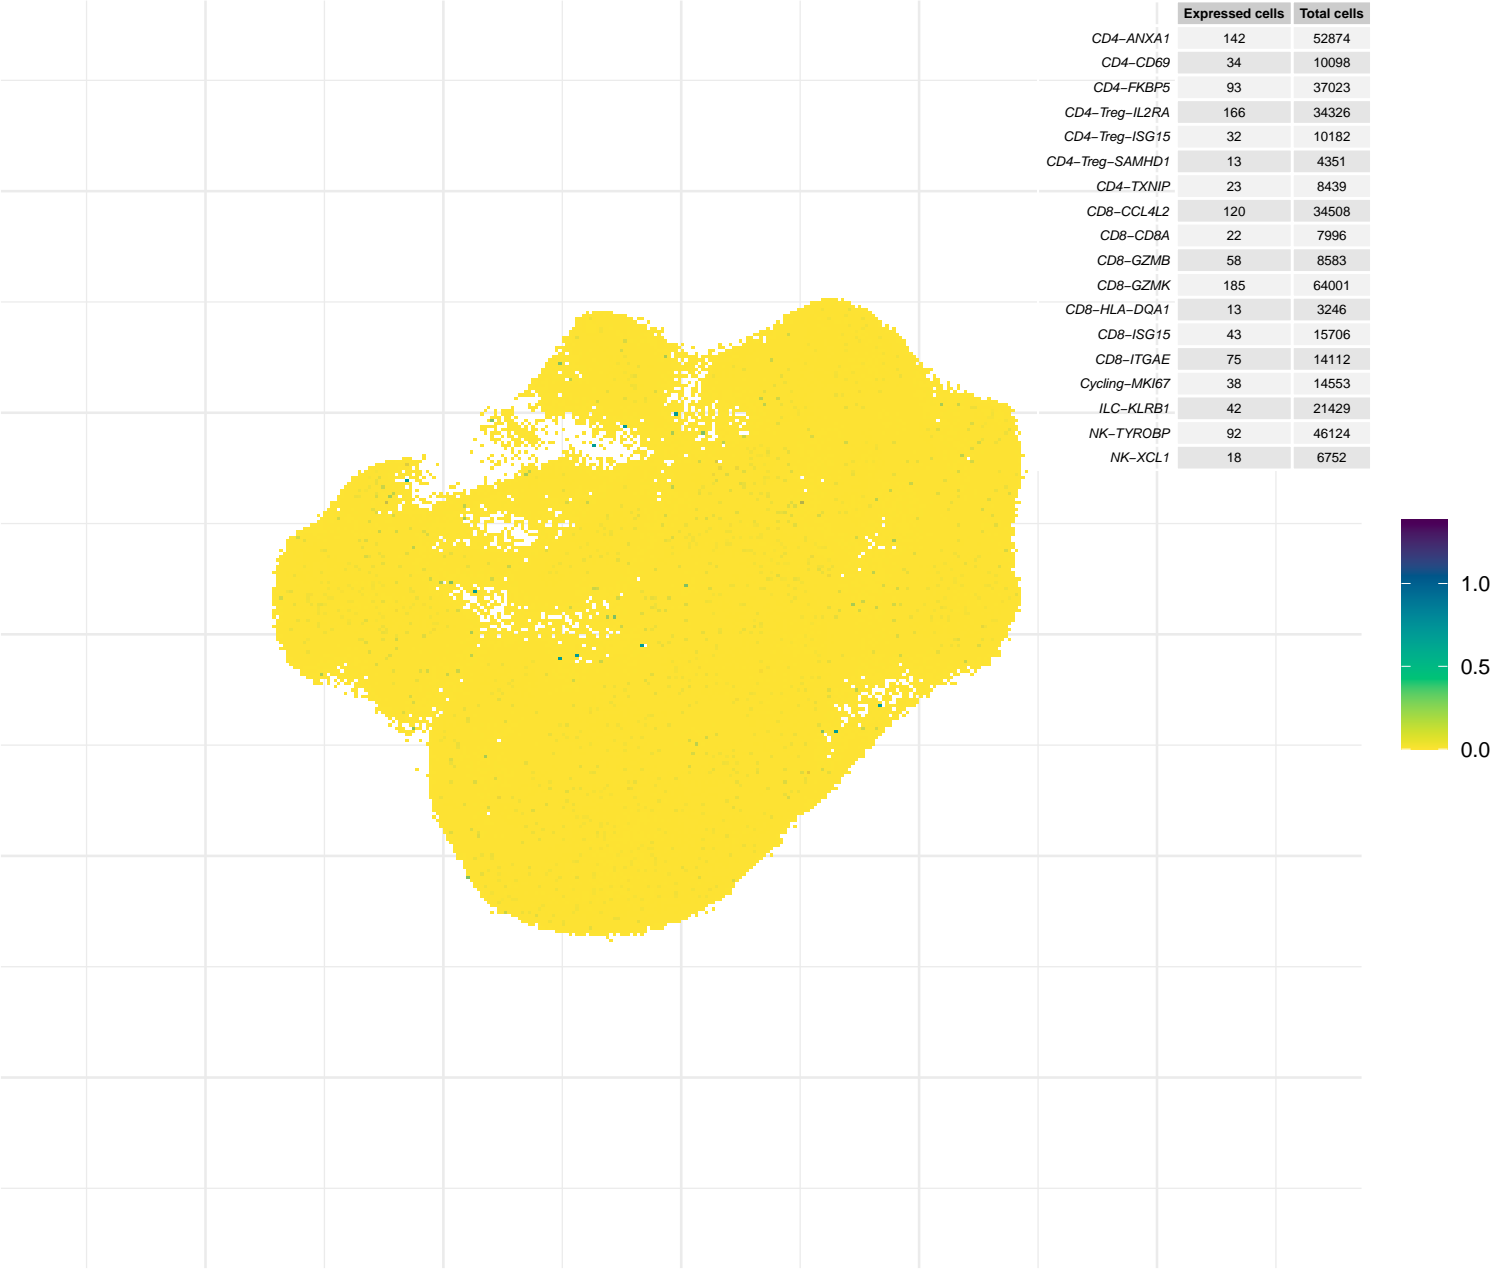 Expressed cells Total cells
CD4−ANXA1 142 52874
CD4−CD69 34 10098
CD4−FKBP5 93 37023
CD4−Treg−IL2RA 166 34326
CD4−Treg−ISG15 32 10182
CD4−Treg−SAMHD1 13 4351
CD4−TXNIP 23 8439
CD8−CCL4L2 120 34508
CD8−CD8A 22 7996
CD8−GZMB 58 8583
CD8−GZMK 185 64001
CD8−HLA−DQA1 13 3246
CD8−ISG15 43 15706
CD8−ITGAE 75 14112
Cycling−MKI67 38 14553
ILC−KLRB1 42 21429
NK−TYROBP 92 46124
NK−XCL1 18 6752
1.0
0.5
0.0